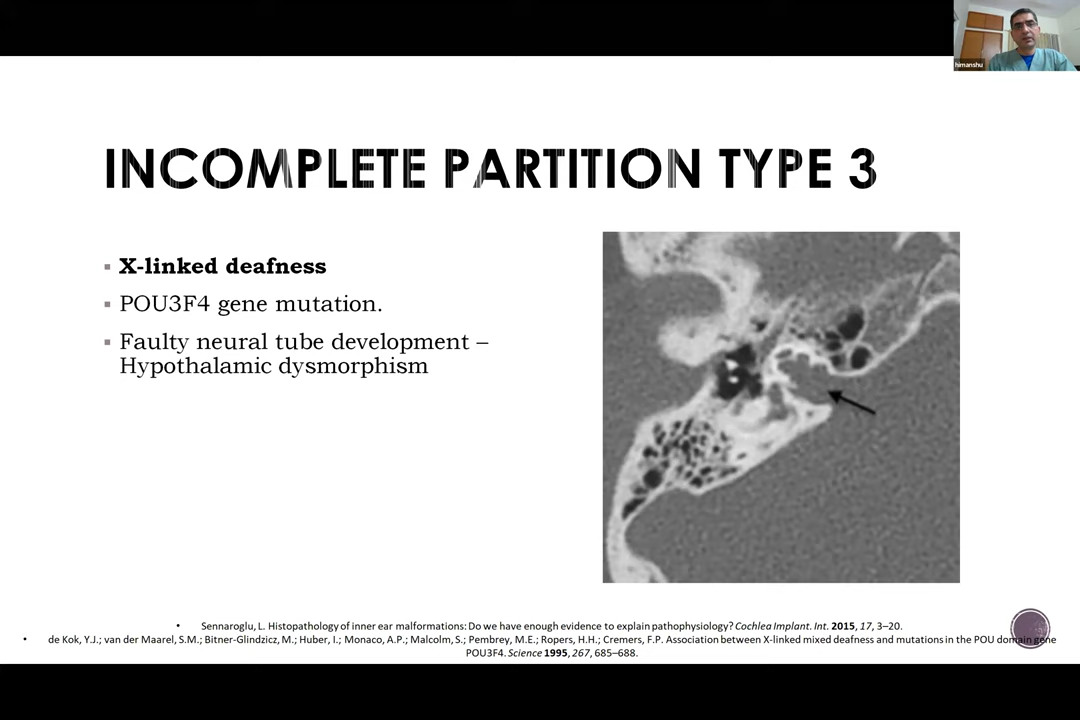 himanshu
INCOMPLETE PARTITION TYPE 3
▪ X-linked deafness
▪ POU3F4 gene mutation.
▪ Faulty neural tube development –
Hypothalamic dysmorphism
• Sennaroglu, L. Histopathology of inner ear malformations: Do we have enough evidence to explain pathophysiology? Cochlea Implant. Int. 2015, 17, 3–20.
• de Kok, Y.J.; van der Maarel, S.M.; Bitner-Glindzicz, M.; Huber, I.; Monaco, A.P.; Malcolm, S.; Pembrey, M.E.; Ropers, H.H.; Cremers, F.P. Association between X-linked mixed deafness and mutations in the POU domain gene
POU3F4. Science 1995, 267, 685–688.